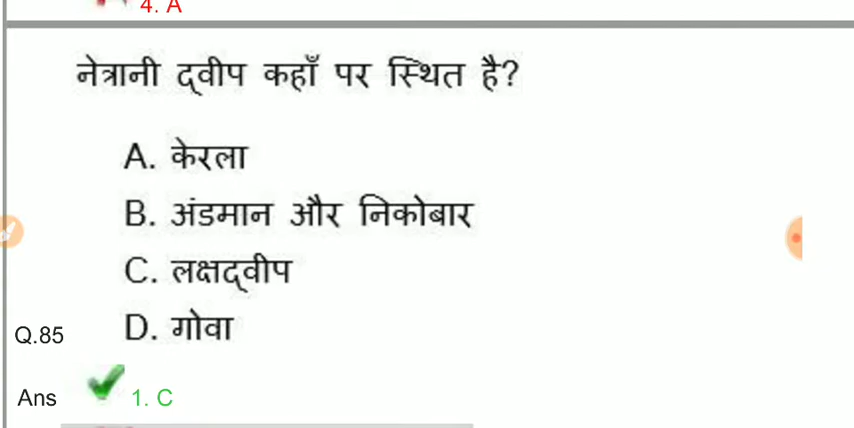 4. A
नेत्रानी द्वीप कहाँ पर स्थित है?
A. केरला
B. अंडमान और निकोबार
C. लक्षद्वीप
Q.85 D. गोवा
Ans 1. C